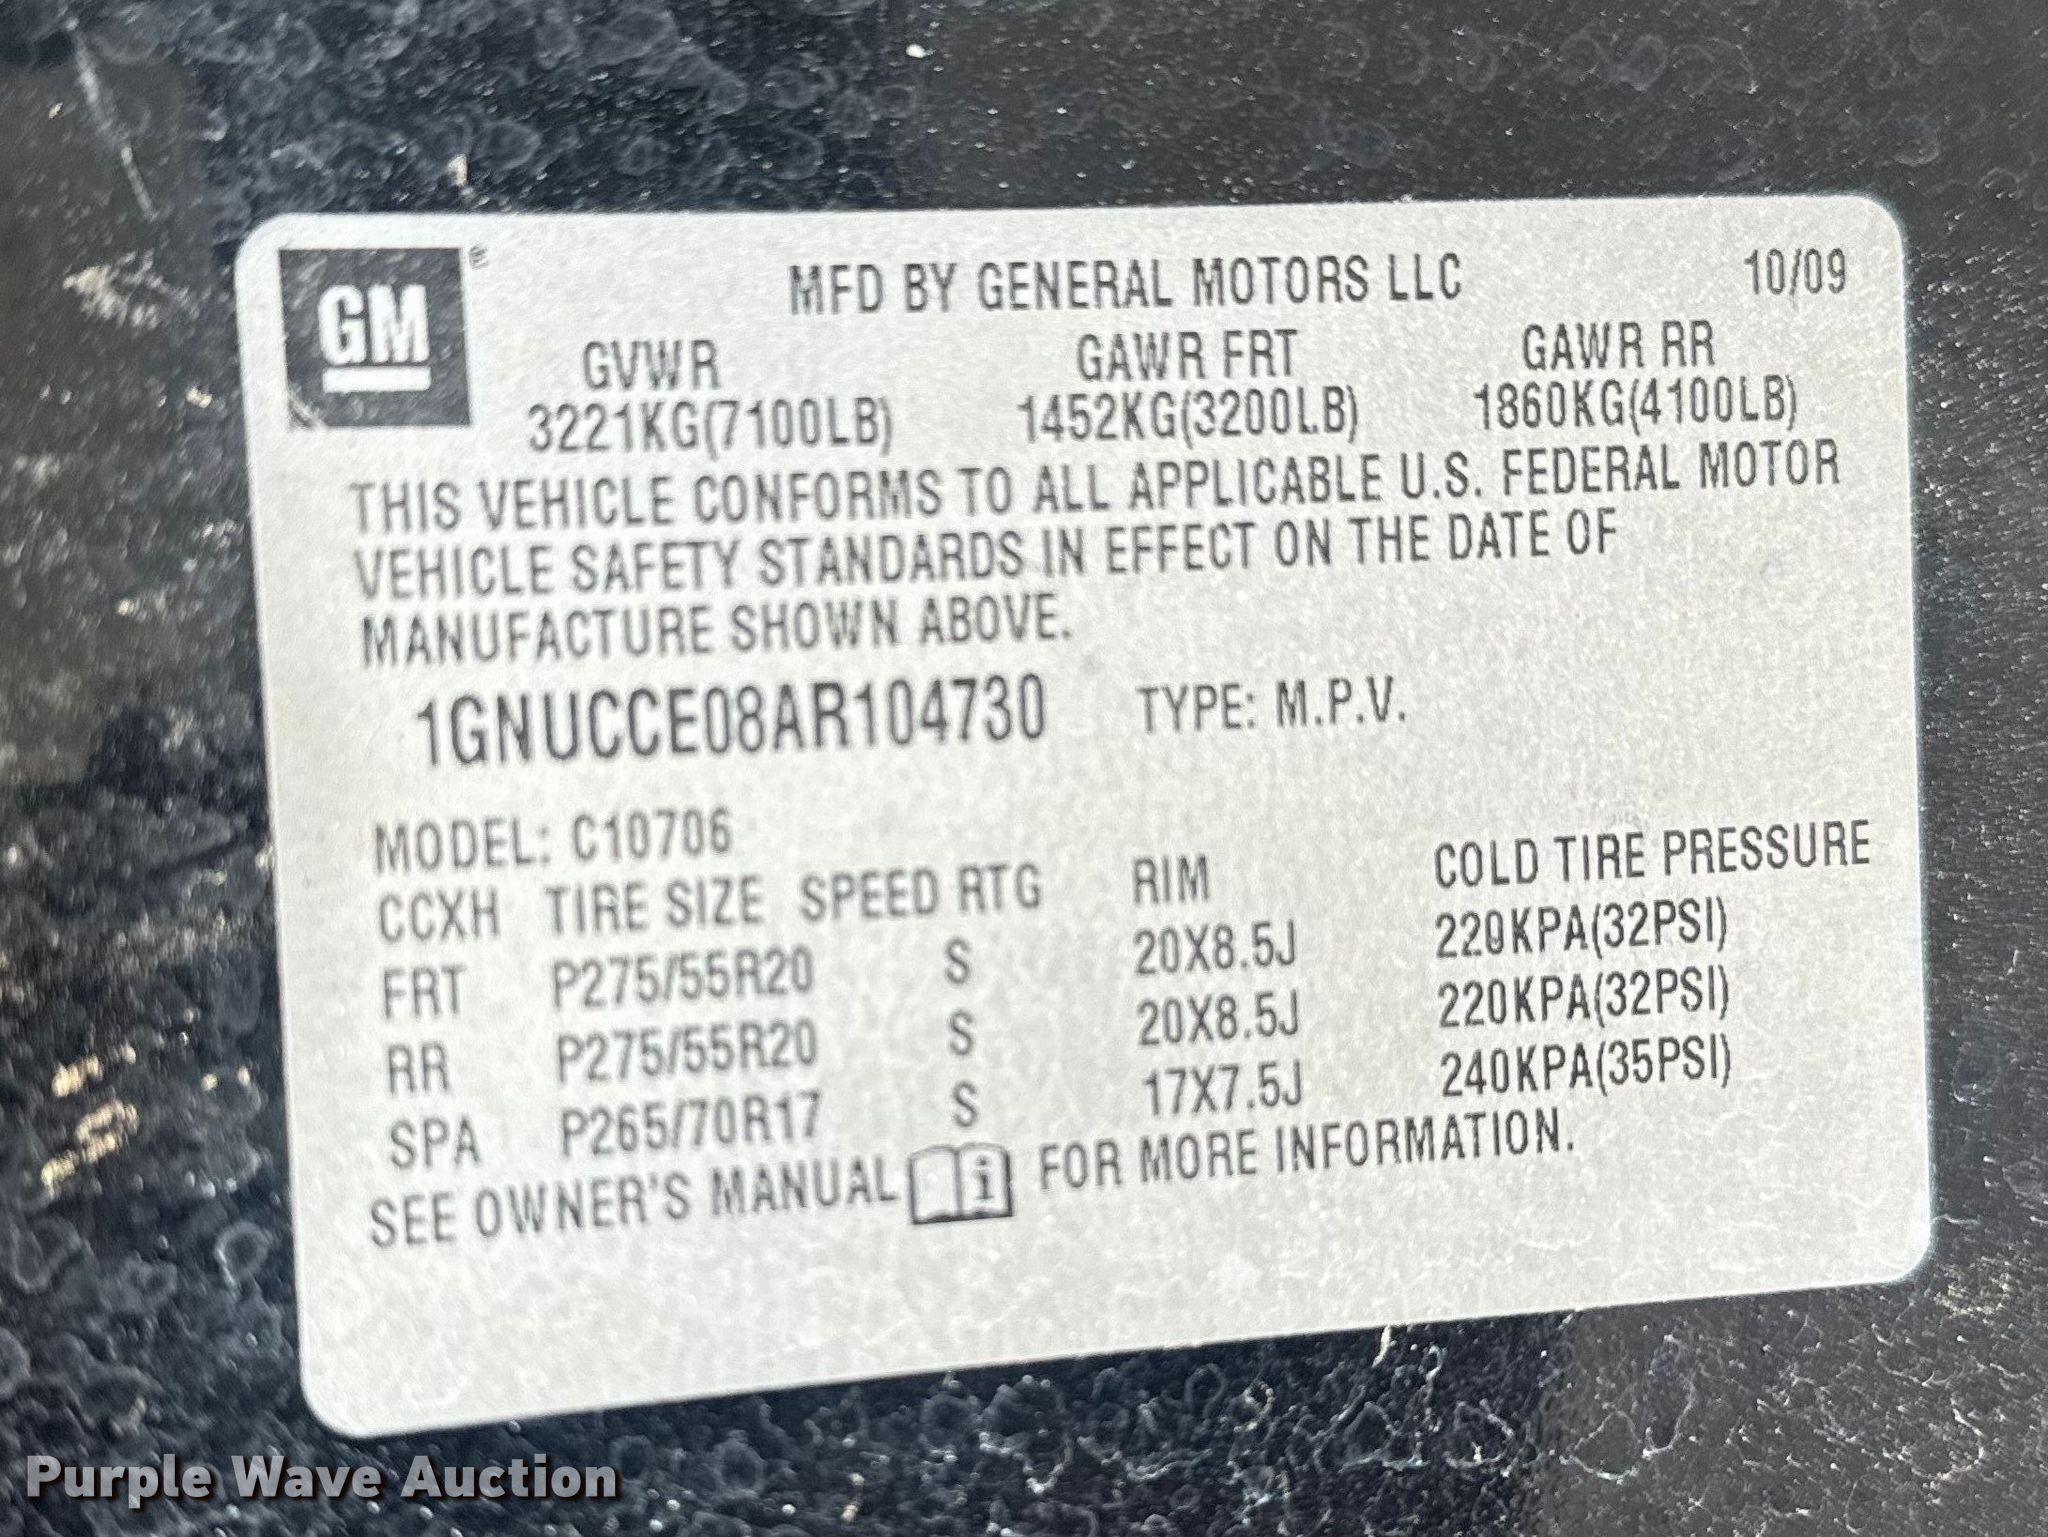 GM®
MFD BY GENERAL MOTORS LLC 10/09
GVWR GAWR FRT GAWR RR
3221KG(7100LB) 1452KG(3200LB) 1860KG(4100LB)
THIS VEHICLE CONFORMS TO ALL APPLICABLE U.S. FEDERAL MOTOR
VEHICLE SAFETY STANDARDS IN EFFECT ON THE DATE OF
MANUFACTURE SHOWN ABOVE.
1GNUCCE08AR104730 TYPE: M.P.V.
MODEL: C10706
CCXH TIRE SIZE SPEED RTG RIM COLD TIRE PRESSURE
FRT P275/55R20 S 20X8.5J 220KPA(32PSI)
RR P275/55R20 S 20X8.5J 220KPA(32PSI)
SPA P265/70R17 S 17X7.5J 240KPA(35PSI)
SEE OWNER'S MANUAL i FOR MORE INFORMATION.
Purple Wave Auction